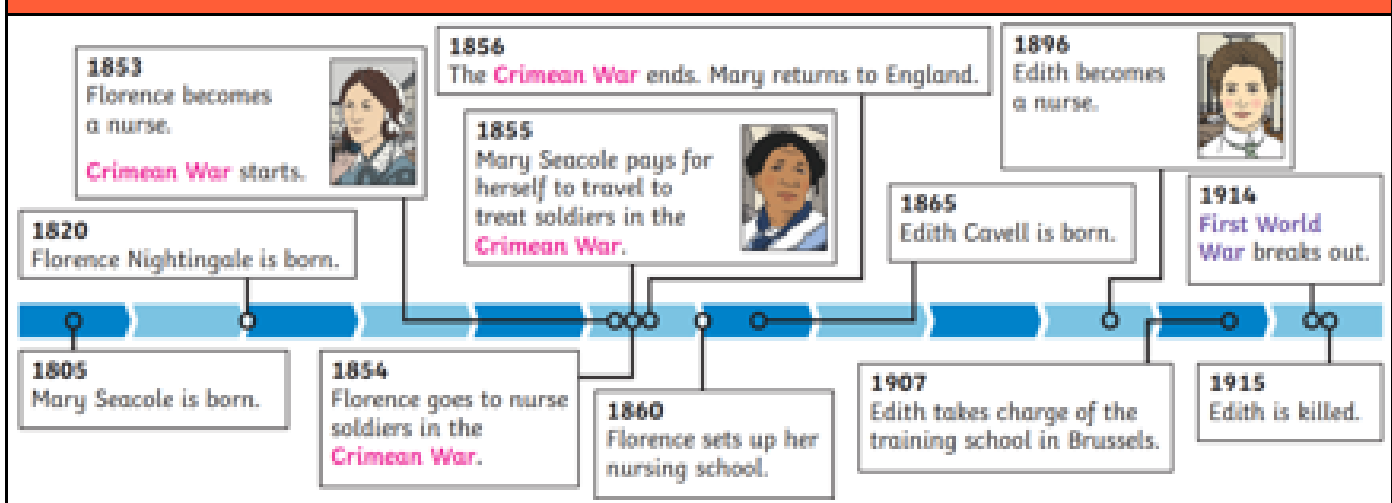 1853
Florence becomes
a nurse.
Crimean War starts.
1856
The Crimean War ends. Mary returns to England.
1896
Edith becomes
a nurse.
1855
Mary Seacole pays for
herself to travel to
treat soldiers in the
Crimean War.
1820
Florence Nightingale is born.
1865
Edith Cavell is born.
1914
First World
War breaks out.
1805
Mary Seacole is born.
1854
Florence goes to nurse
soldiers in the
Crimean War.
1860
Florence sets up her
nursing school.
1907
Edith takes charge of the
training school in Brussels.
1915
Edith is killed.